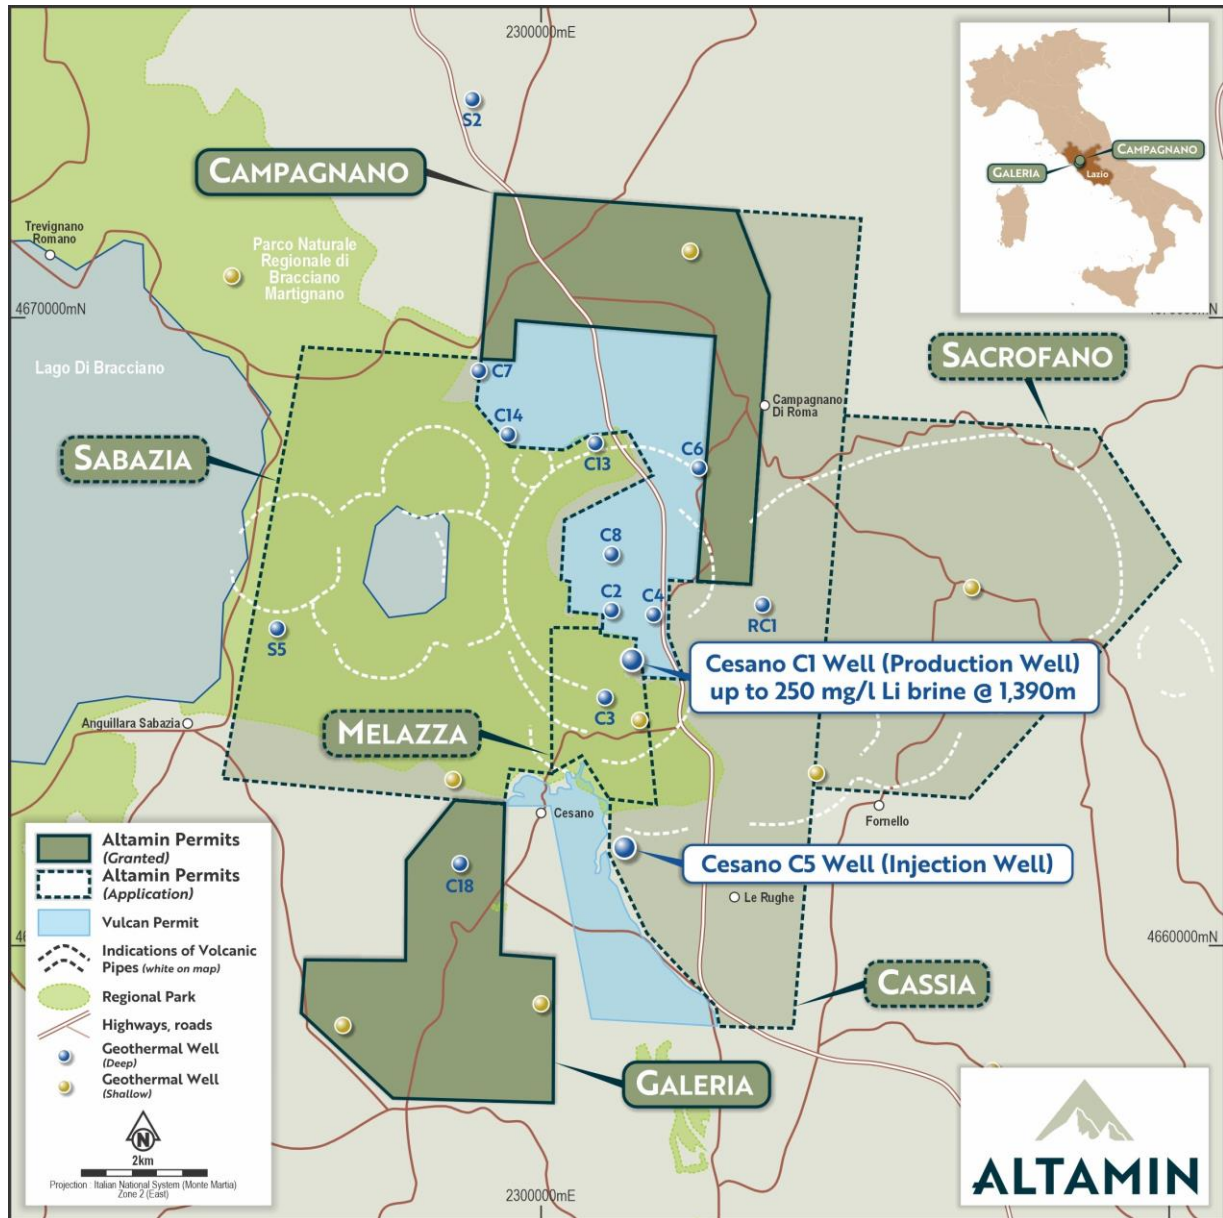 2300000mE
S2
CAMPAGNANO
CAMPAGNANO
GALERIA
Lazio
Trevignano
Romano
Parco Naturale
Regionale di
Bracciano
Martignano
4670000mN
Lago Di Bracciano
SACROFANO
C7
Campagnano
Di Roma
C14
SABAZIA
C13
C6
C8
C2
C4
RC1
S5
Cesano C1 Well (Production Well)
up to 250 mg/l Li brine @ 1,390m
C3
Anguillara Sabazia
MELAZZA
Cesano
Formello
Cesano C5 Well (Injection Well)
C18
Le Rughe
4660000mN
CASSIA
GALERIA
Altamin Permits
(Granted)
Altamin Permits
(Application)
Vulcan Permit
Indications of Volcanic
Pipes (white on map)
Regional Park
Highways, roads
Geothermal Well
(Deep)
Geothermal Well
(Shallow)
N
2km
Projection : Italian National System (Monte Martia)
Zone 2 (East)
2300000mE
ALTAMIN